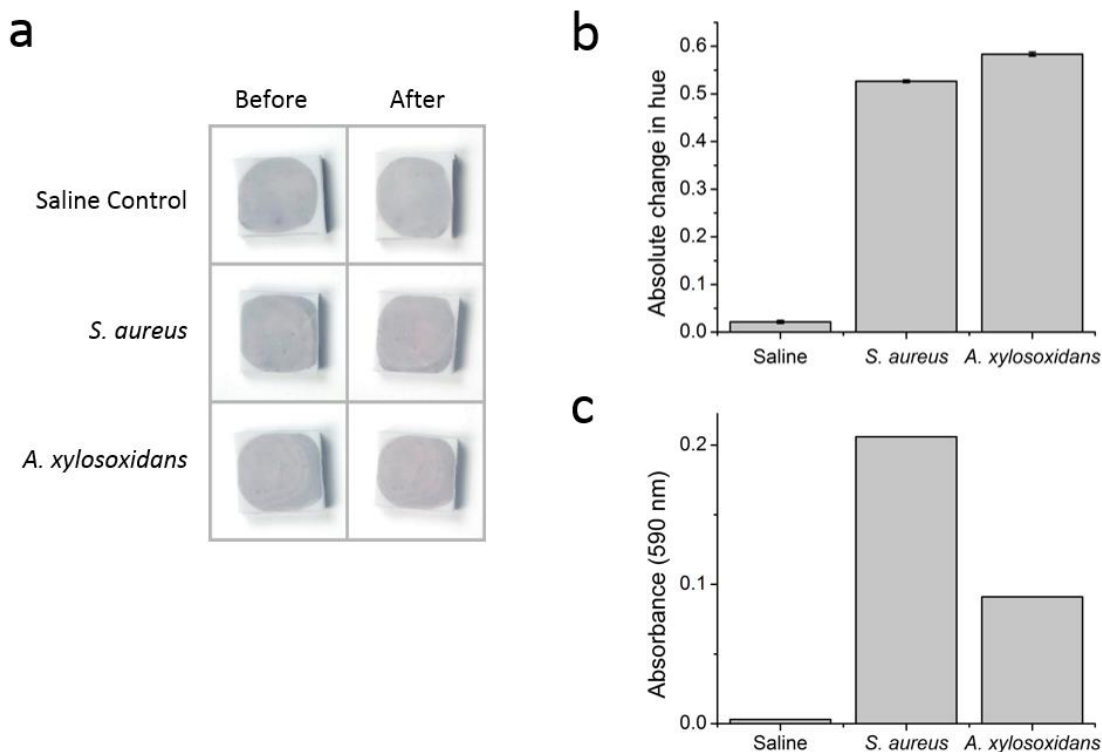 a
Before After
Saline Control
S. aureus
A. xylosoxidans
b
Absolute change in hue
0.6
0.5
0.4
0.3
0.2
0.1
0.0
Saline S. aureus A. xylosoxidans
c
Absorbance (590 nm)
0.2
0.1
0.0
Saline S. aureus A. xylosoxidans